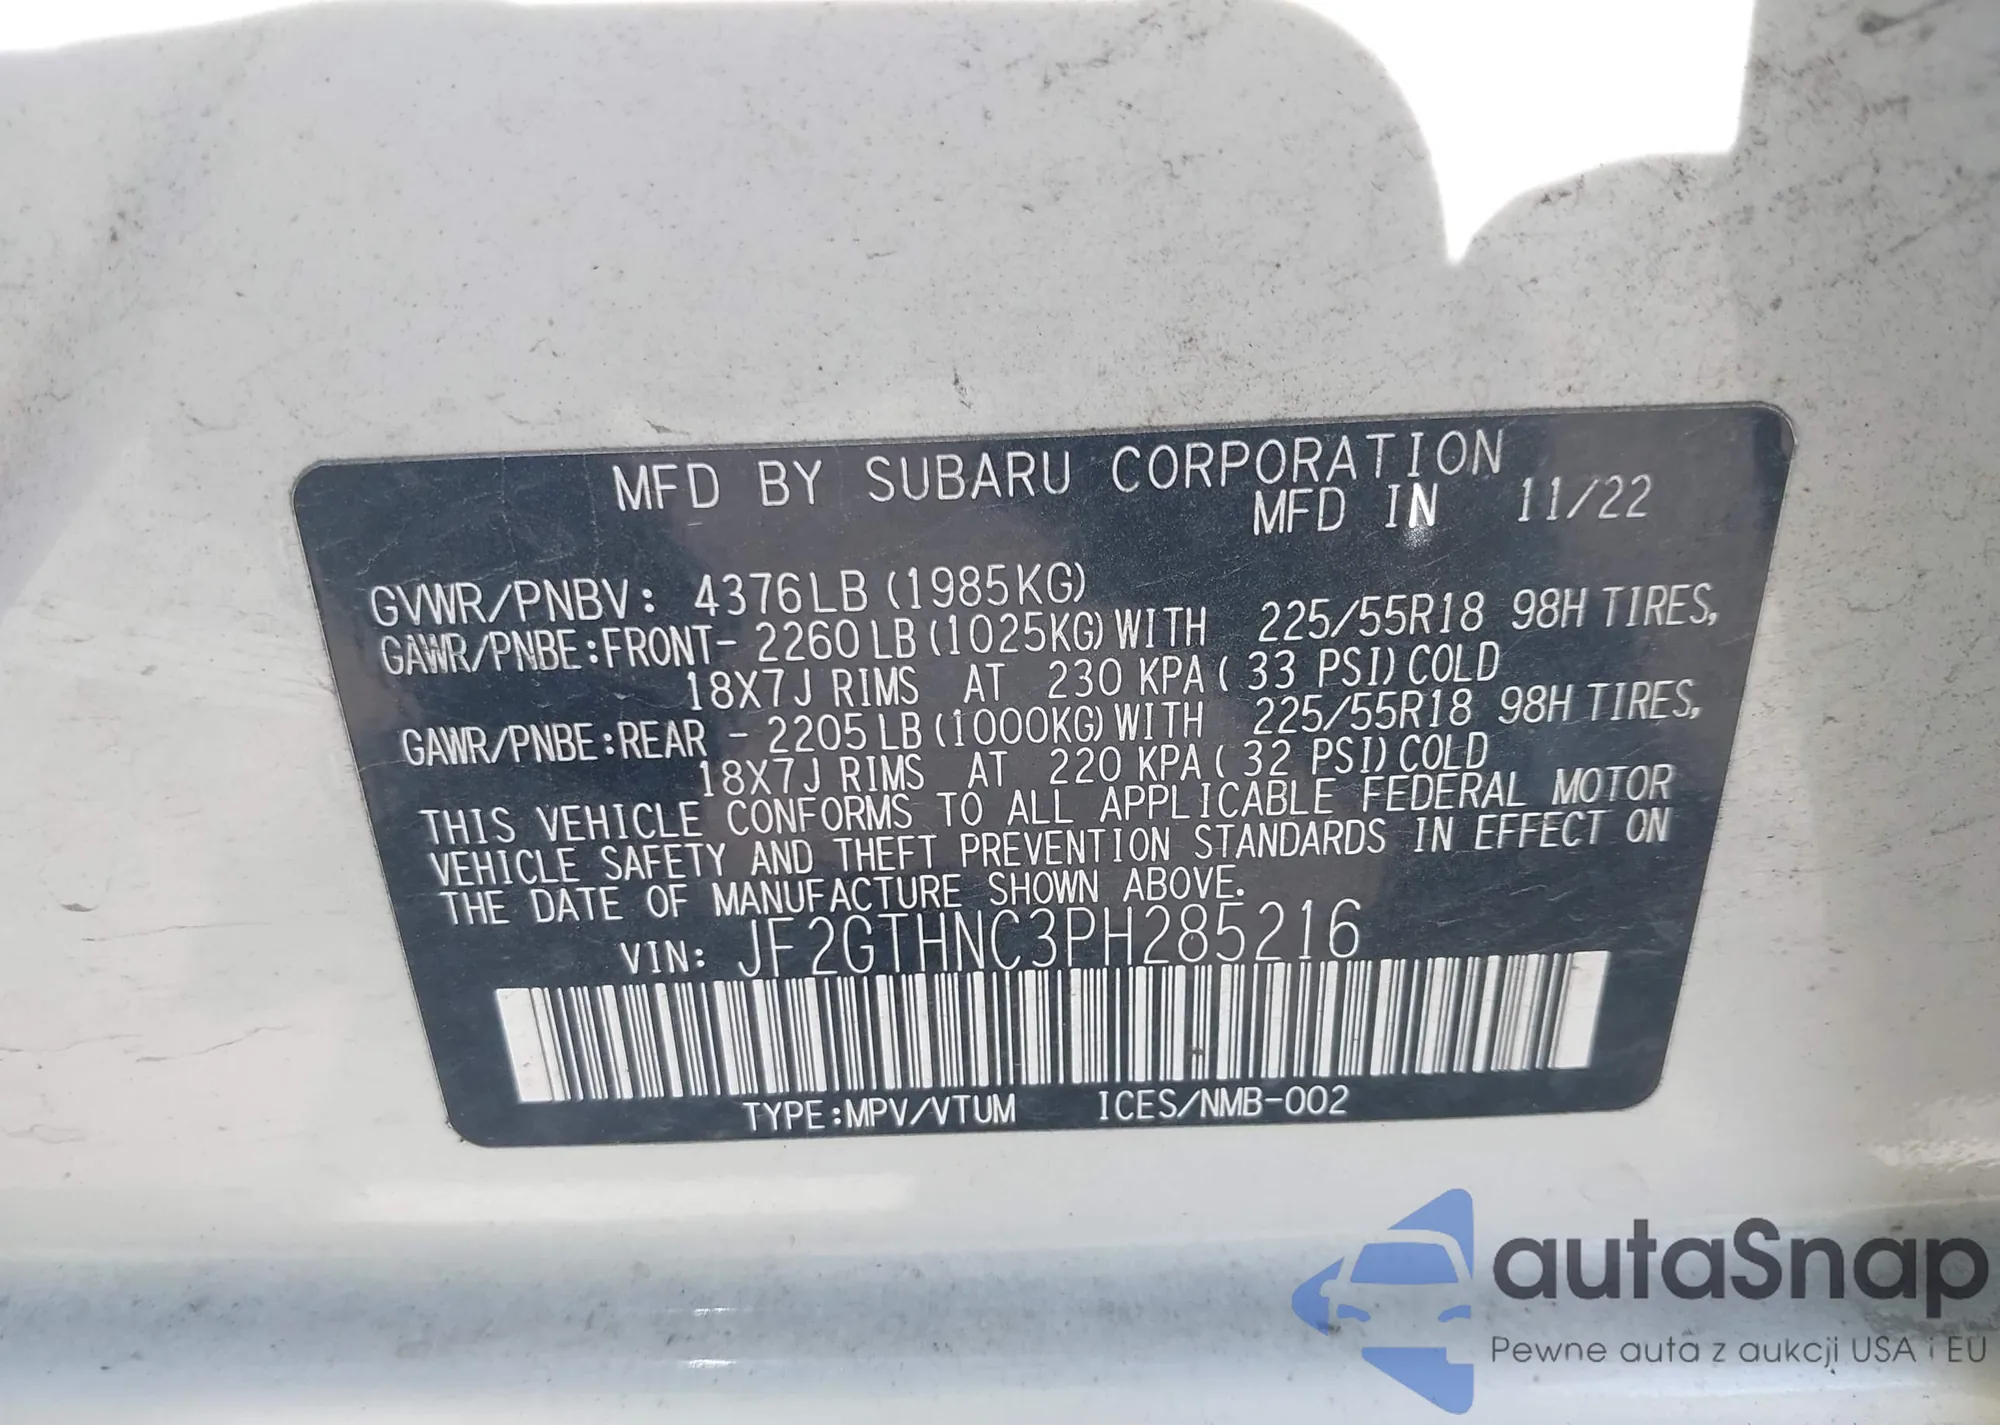 MFD BY SUBARU CORPORATION
MFD IN 11/22
GVWR/PNBV: 4376LB (1985KG)
GAWR/PNBE:FRONT- 2260LB (1025KG) WITH 225/55R18 98H TIRES,
18X7J RIMS AT 230 KPA( 33 PSI) COLD
GAWR/PNBE:REAR - 2205LB (1000KG) WITH 225/55R18 98H TIRES,
18X7J RIMS AT 220 KPA( 32 PSI) COLD
THIS VEHICLE CONFORMS TO ALL APPLICABLE FEDERAL MOTOR
VEHICLE SAFETY AND THEFT PREVENTION STANDARDS IN EFFECT ON
THE DATE OF MANUFACTURE SHOWN ABOVE.
VIN: JF2GTHNC3PH285216
TYPE:MPV/VTUM ICES/NMB-002
autaSnap
Pewne auta z aukcji USA i EU